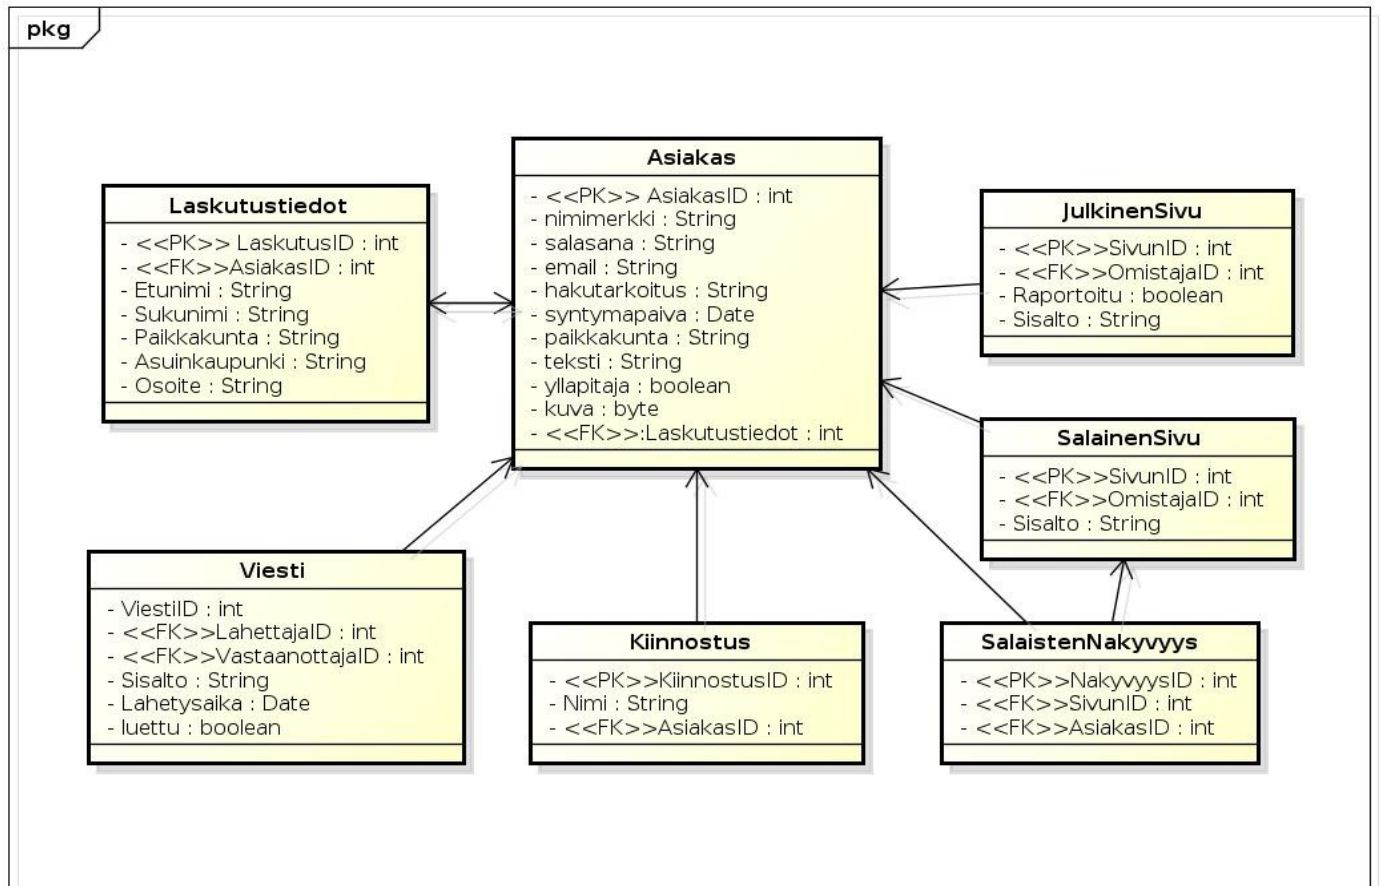 pkg
Asiakas
- <<PK>> AsiakasID : int
- nimimerkki : String
- salasana : String
- email : String
- hakutarkoitus : String
- syntymapaiva : Date
- paikkakunta : String
- teksti : String
- yllapitaja : boolean
- kuva : byte
- <<FK>>:Laskutustiedot : int
Laskutustiedot
- <<PK>> LaskutusID : int
- <<FK>>AsiakasID : int
- Etunimi : String
- Sukunimi : String
- Paikkakunta : String
- Asuinkaupunki : String
- Osoite : String
JulkinenSivu
- <<PK>>SivunID : int
- <<FK>>OmistajaID : int
- Raportoitu : boolean
- Sisalto : String
SalainenSivu
- <<PK>>SivunID : int
- <<FK>>OmistajaID : int
- Sisalto : String
Viesti
- ViestiID : int
- <<FK>>LahettajaID : int
- <<FK>>VastaanottajaID : int
- Sisalto : String
- Lahetysaika : Date
- luettu : boolean
Kiinnostus
- <<PK>>KiinnostusID : int
- Nimi : String
- <<FK>>AsiakasID : int
SalaistenNakyvyys
- <<PK>>NakyvyysID : int
- <<FK>>SivunID : int
- <<FK>>AsiakasID : int